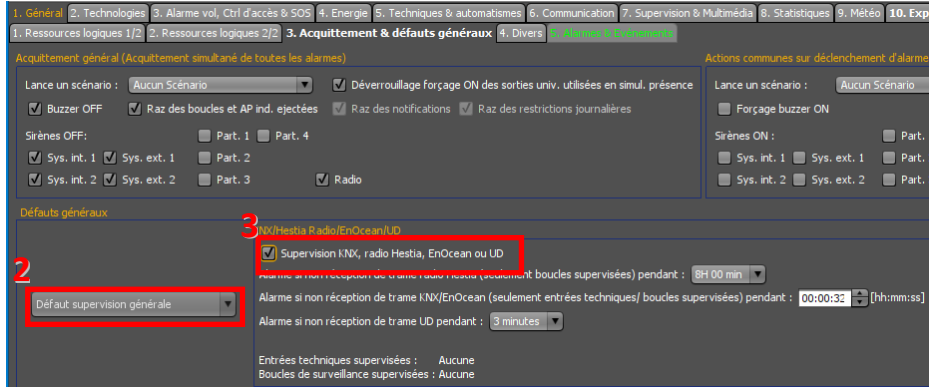 1. Général 2. Technologies 3. Alarme vol, Ctrl d'accès & SOS 4. Energie 5. Techniques & automatismes 6. Communication 7. Supervision & Multimédia 8. Statistiques 9. Météo 10. Exp
1. Ressources logiques 1/2 2. Ressources logiques 2/2 3. Acquittement & défauts généraux 4. Divers 5. Alarmes & Evénements
Acquittement général (Acquittement simultané de toutes les alarmes) Actions communes sur déclenchement d'alarme
Lance un scénario : Aucun Scénario Déverrouillage forçage ON des sorties univ. utilisées en simul. présence Lance un scénario : Aucun Scénario
Buzzer OFF Raz des boucles et AP ind. ejectées Raz des notifications Raz des restrictions journalières Forçage buzzer ON
Sirènes OFF: Part. 1 Part. 4 Sirènes ON : Part.
Sys. int. 1 Sys. ext. 1 Part. 2 Sys. int. 1 Sys. ext. 1 Part.
Sys. int. 2 Sys. ext. 2 Part. 3 Radio Sys. int. 2 Sys. ext. 2 Part.
Défauts généraux
3
NX/Hestia Radio/EnOcean/UD
Supervision KNX, radio Hestia, EnOcean ou UD
2
Alarme si non réception de trame radio Hestia (seulement boucles supervisées) pendant : 8H 00 min
Défaut supervision générale
Alarme si non réception de trame KNX/EnOcean (seulement entrées techniques/ boucles supervisées) pendant : 00:00:32 [hh:mm:ss]
Alarme si non réception de trame UD pendant : 3 minutes
Entrées techniques supervisées : Aucune
Boucles de surveillance supervisées : Aucune